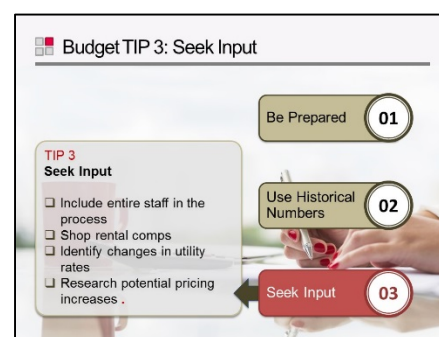 Budget TIP 3: Seek Input
Be Prepared 01
TIP 3
Seek Input
❑ Include entire staff in the
process
❑ Shop rental comps
❑ Identify changes in utility
rates
❑ Research potential pricing
increases .
Use Historical
Numbers 02
Seek Input 03